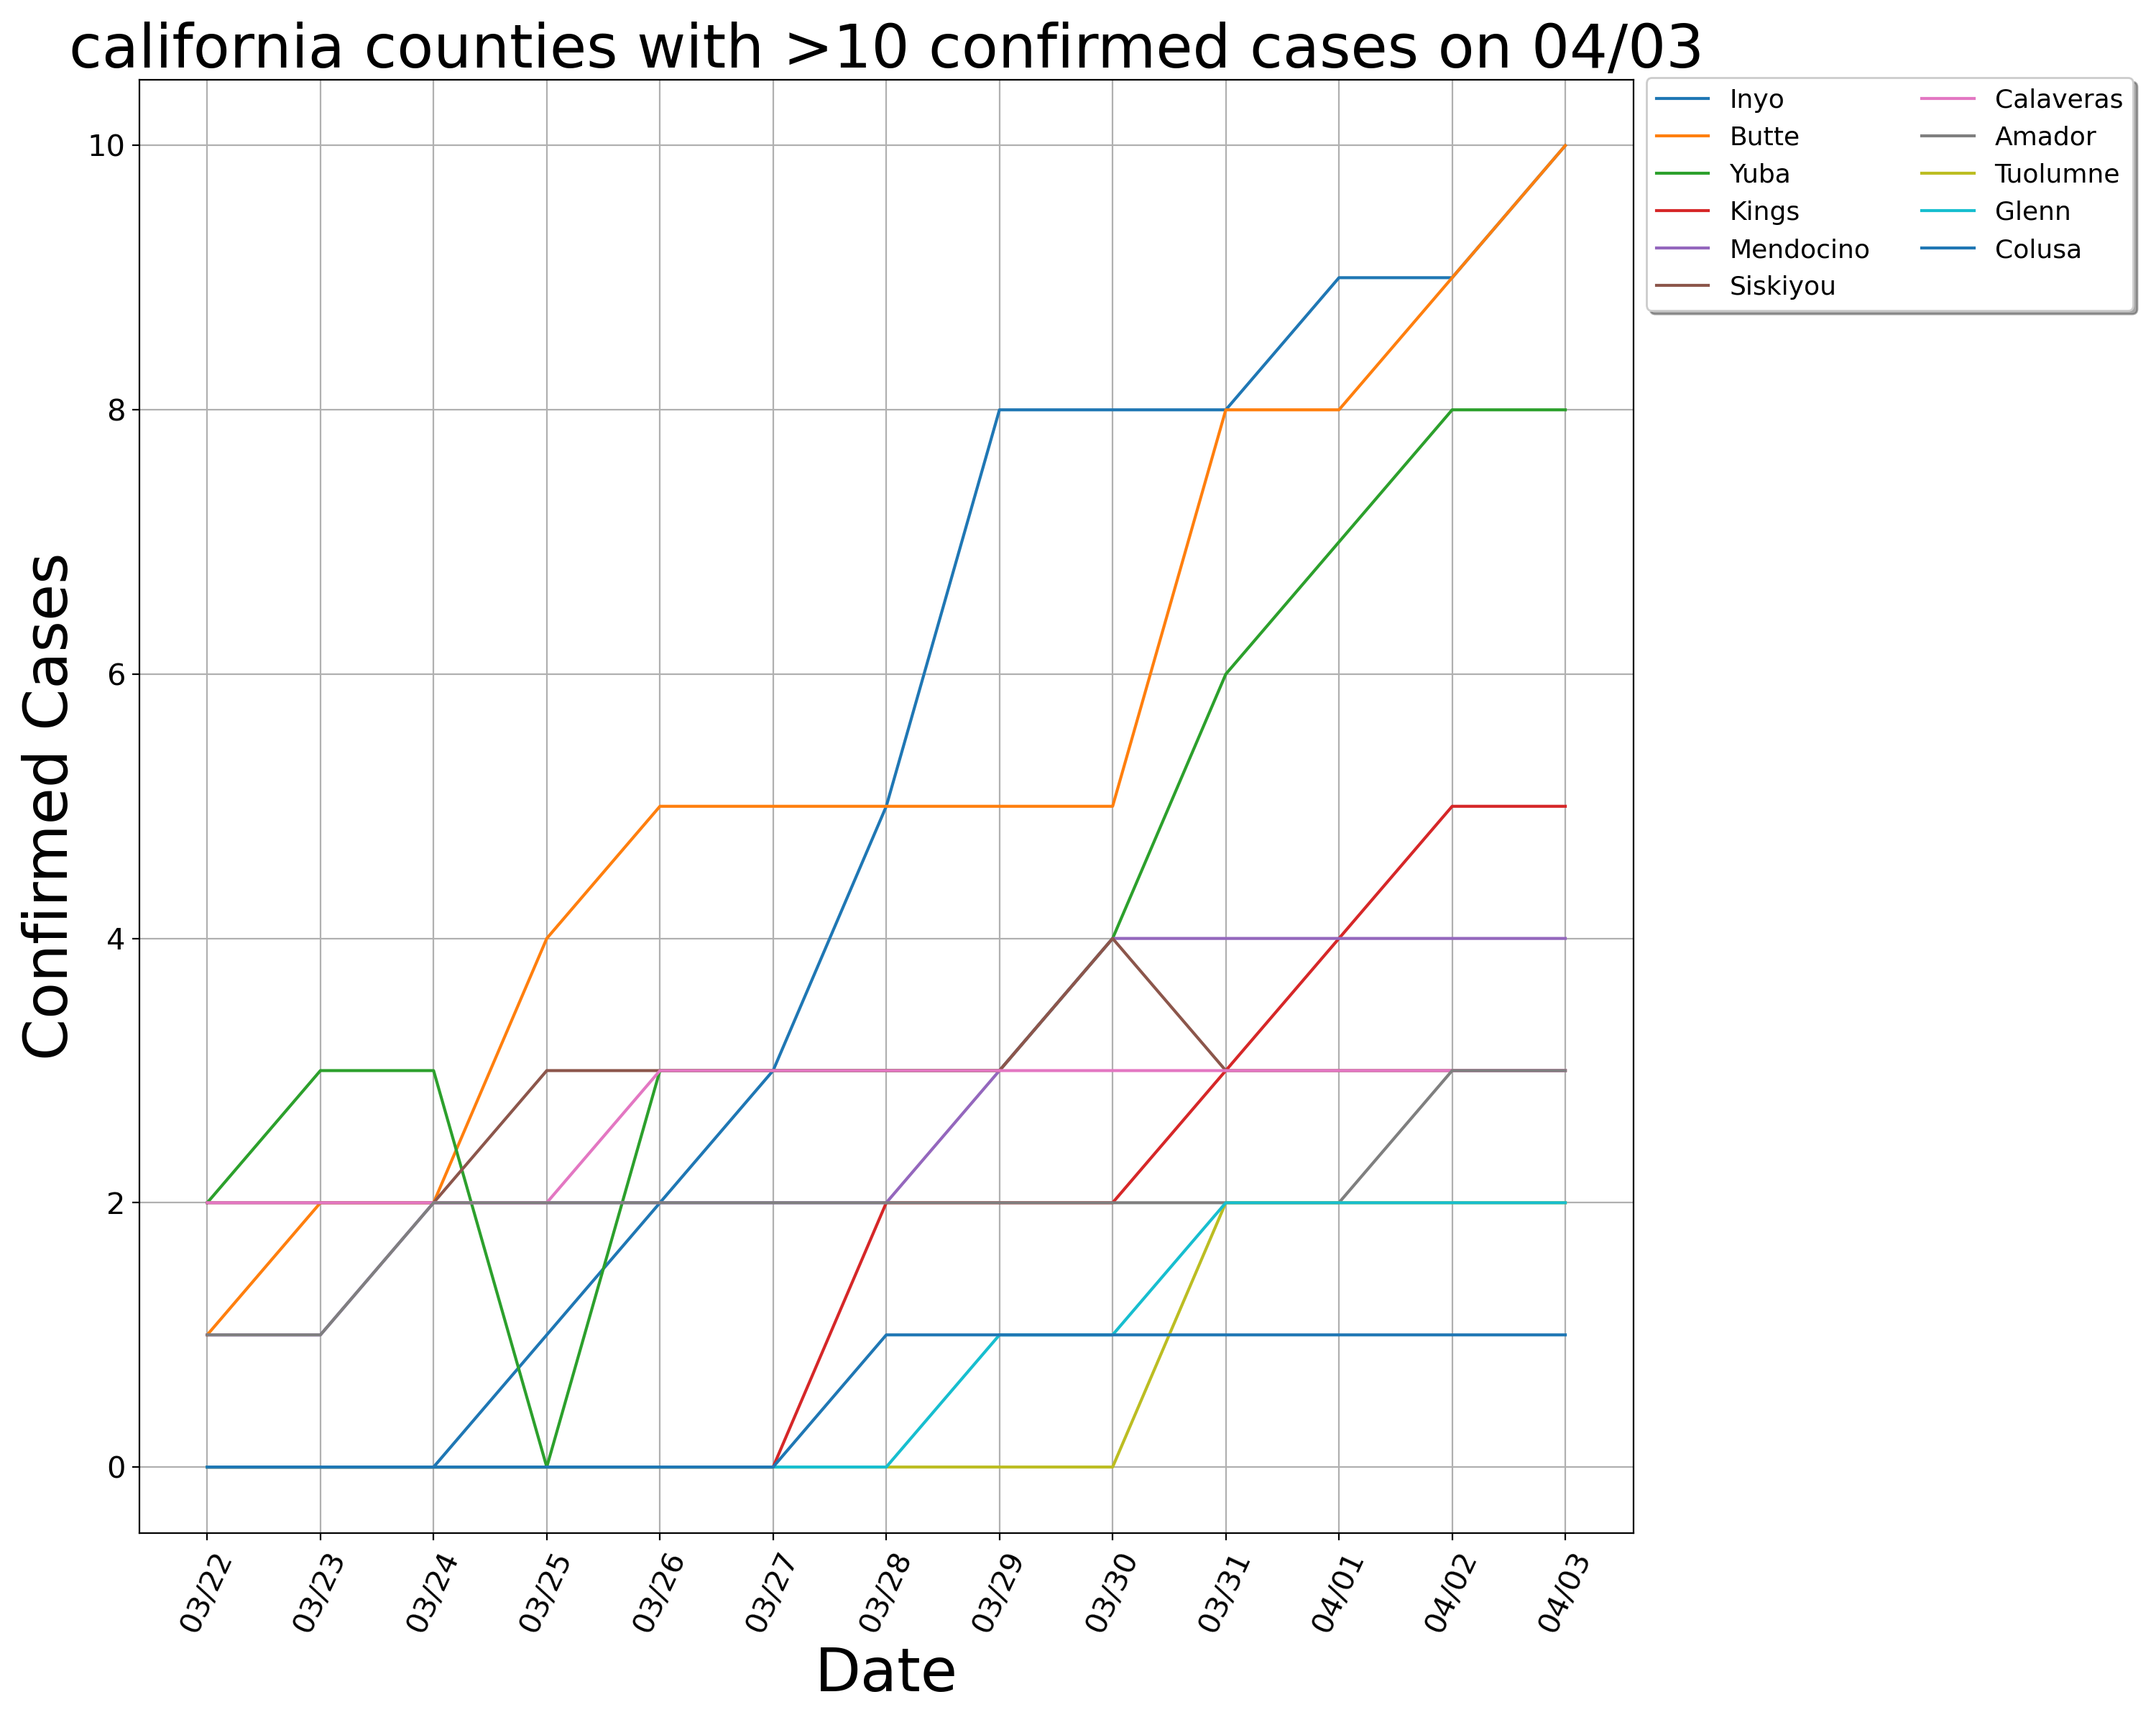 california counties with >10 confirmed cases on 04/03
Inyo
Butte
Yuba
Kings
Mendocino
Siskiyou
Calaveras
Amador
Tuolumne
Glenn
Colusa
Confirmed Cases
10
8
6
4
2
0
03/22
03/23
03/24
03/25
03/26
03/27
03/28
03/29
03/30
03/31
04/01
04/02
04/03
Date